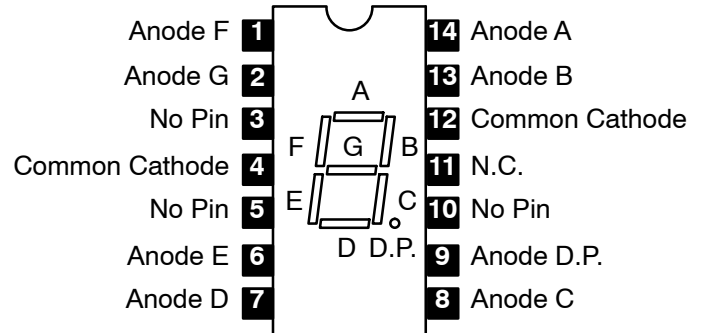 Anode F 1 14 Anode A
Anode G 2 13 Anode B
A
No Pin 3 12 Common Cathode
F G B
Common Cathode 4 11 N.C.
E C
No Pin 5 10 No Pin
D D.P.
Anode E 6 9 Anode D.P.
Anode D 7 8 Anode C